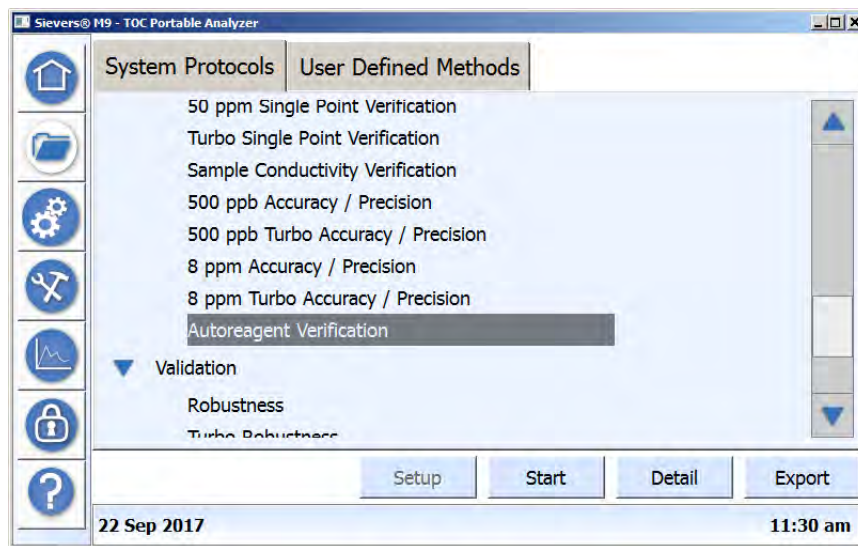 Sievers® M9 - TOC Portable Analyzer
System Protocols
User Defined Methods
50 ppm Single Point Verification
Turbo Single Point Verification
Sample Conductivity Verification
500 ppb Accuracy / Precision
500 ppb Turbo Accuracy / Precision
8 ppm Accuracy / Precision
8 ppm Turbo Accuracy / Precision
Autoreagent Verification
Validation
Robustness
Turbo Robustness
Setup
Start
Detail
Export
22 Sep 2017
11:30 am